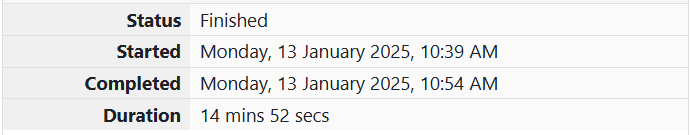 Status Finished
Started Monday, 13 January 2025, 10:39 AM
Completed Monday, 13 January 2025, 10:54 AM
Duration 14 mins 52 secs